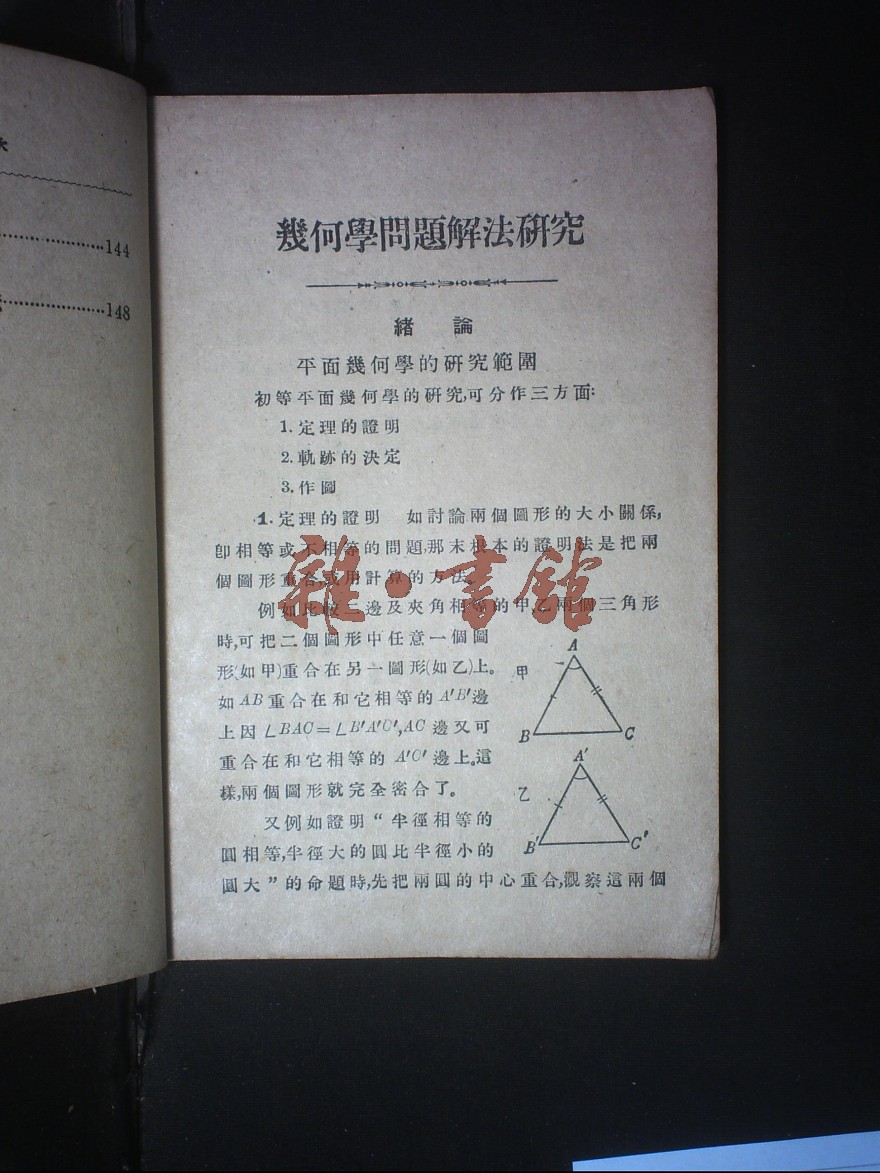 144
148
幾何學問題解法硏究
緒 論
平面幾何學的硏究範圍
初等平面幾何學的硏究,可分作三方面:
1. 定理的證明
2. 軌跡的決定
3. 作圖
1. 定理的證明 如討論兩個圖形的大小關係,
卽相等或不相等的問題,那末根本的證明法是把兩
個圖形重合,或用計算的方法。
例如比較二邊及夾角相等的甲乙兩個三角形
時,可把二個圖形中任意一個圖
形(如甲)重合在另一圖形(如乙)上。
如AB重合在和它相等的A′B′邊
上因∠BAC=∠B′A′C′,AC邊又可
重合在和它相等的A′C′邊上。這
樣,兩個圖形就完全密合了。
又例如證明“半徑相等的
圓相等,半徑大的圓比半徑小的
圓大”的命題時,先把兩圓的中心重合,觀察這兩個
甲
A
B
C
乙
A′
B′
C′
雜·書館